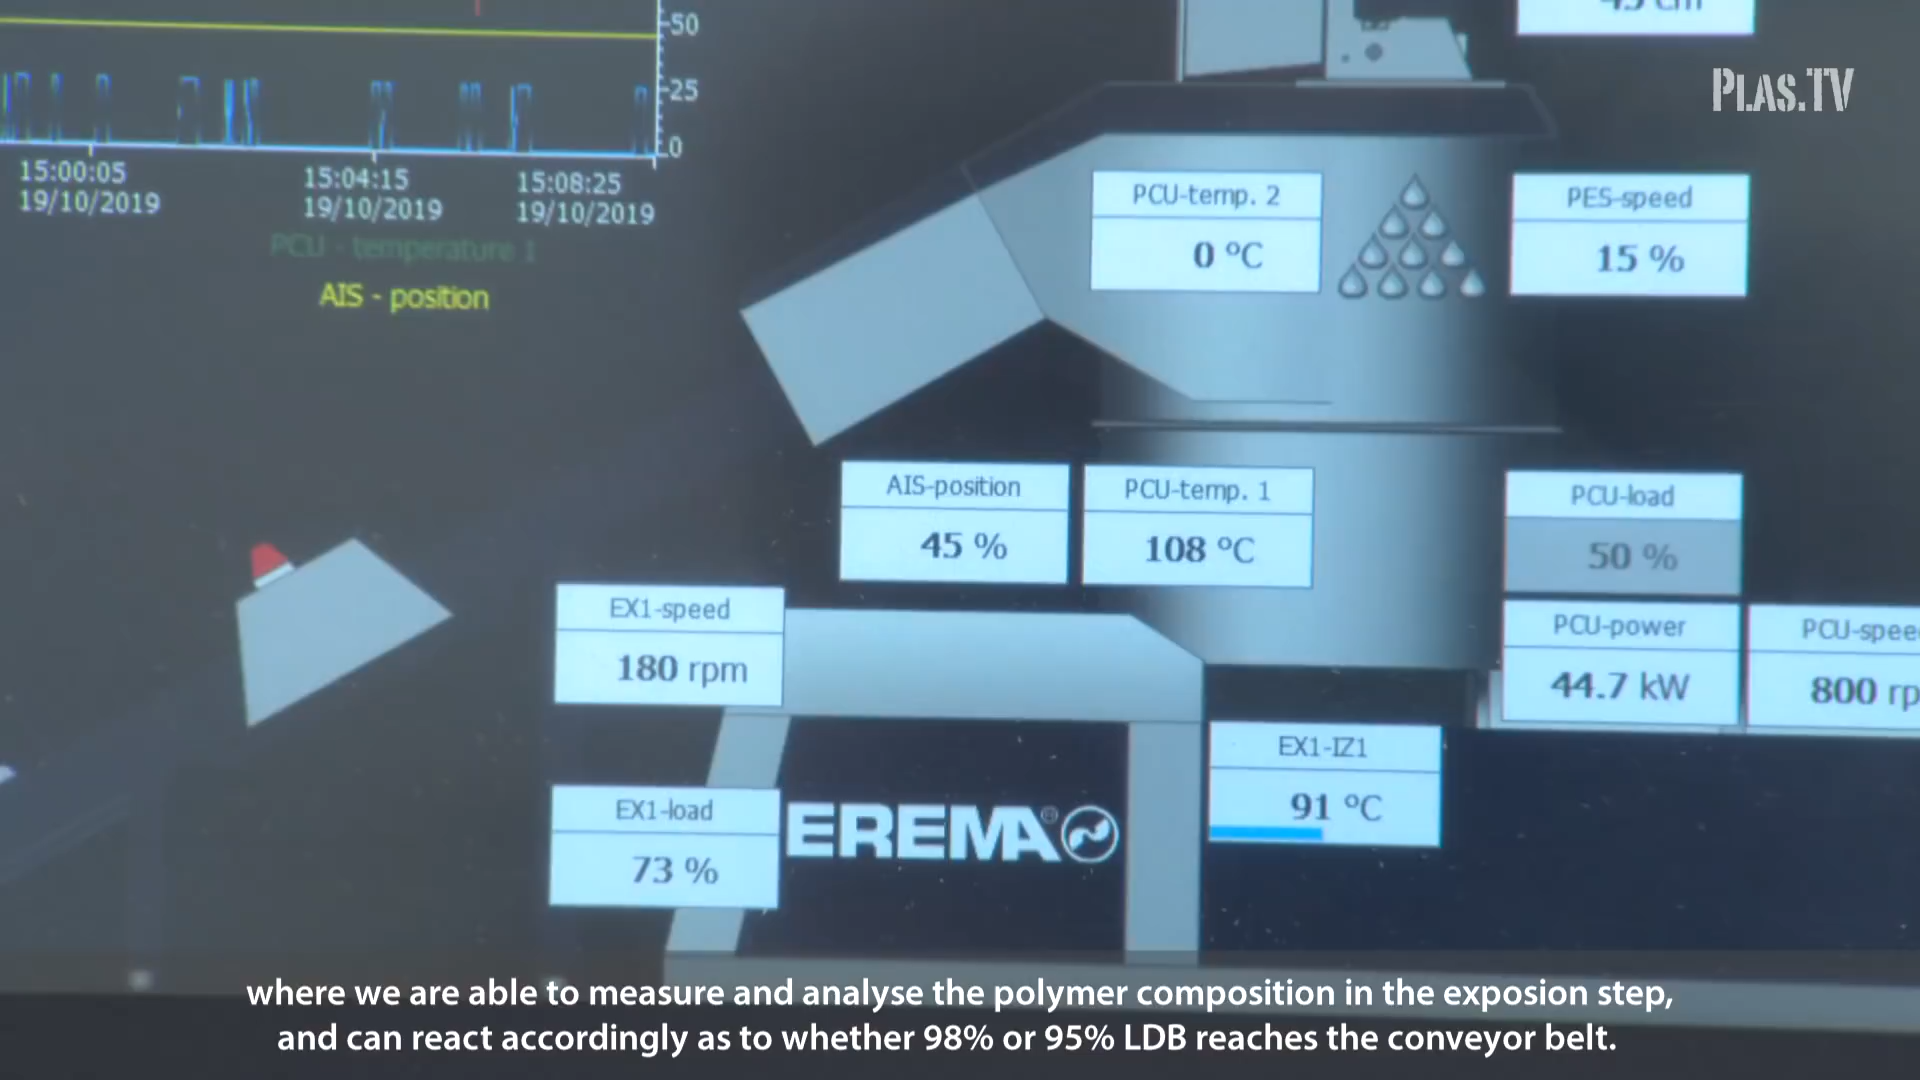 50
25
0
15:00:05
19/10/2019
15:04:15
19/10/2019
15:08:25
19/10/2019
PCU - temperature 1
AIS - position
PLAS.TV
PCU-temp. 2
0 °C
PES-speed
15 %
AIS-position
45 %
PCU-temp. 1
108 °C
PCU-load
50 %
EX1-speed
180 rpm
PCU-power
44.7 kW
800
EX1-IZ1
91 °C
EX1-load
73 %
EREMA®
where we are able to measure and analyse the polymer composition in the exposion step,
and can react accordingly as to whether 98% or 95% LDB reaches the conveyor belt.